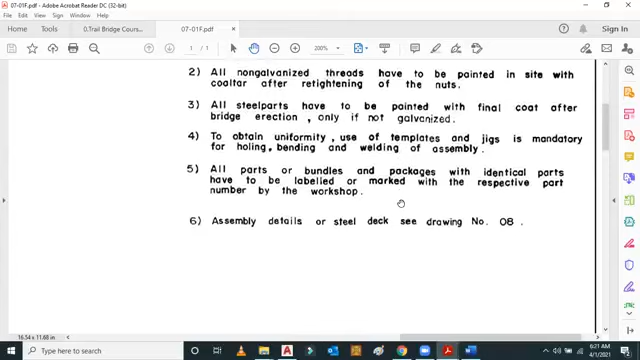 07-01F.pdf - Adobe Acrobat Reader DC (32-bit)
File Edit View Sign Window Help
Home Tools 0.Trail Bridge Cours... 07-01F.pdf ×
1 / 1 200%
2) All nongalvanized threads have to be painted in site with
coaltar after retightening of the nuts.
3) All steelparts have to be painted with final coat after
bridge erection, only if not galvanized.
4) To obtain uniformity, use of templates and jigs is mandatory
for holing, bending and welding of assembly.
5) All parts or bundles and packages with identical parts
have to be labelled or marked with the respective part
number by the workshop.
6) Assembly details or steel deck see drawing No. 08.
16.54 x 11.68 in
Type here to search
6:21 AM
4/1/2021